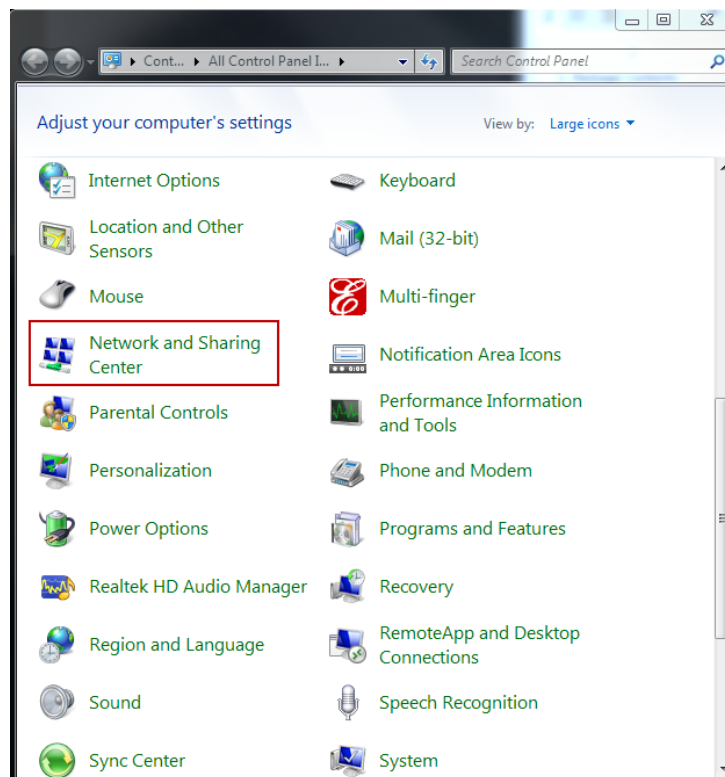 Cont... All Control Panel I... Search Control Panel
Adjust your computer's settings View by: Large icons
Internet Options Keyboard
Location and Other
Sensors
Mail (32-bit)
Mouse Multi-finger
Network and Sharing
Center
Notification Area Icons
Parental Controls
Performance Information
and Tools
Personalization Phone and Modem
Power Options Programs and Features
Realtek HD Audio Manager Recovery
Region and Language
RemoteApp and Desktop
Connections
Sound Speech Recognition
Sync Center System